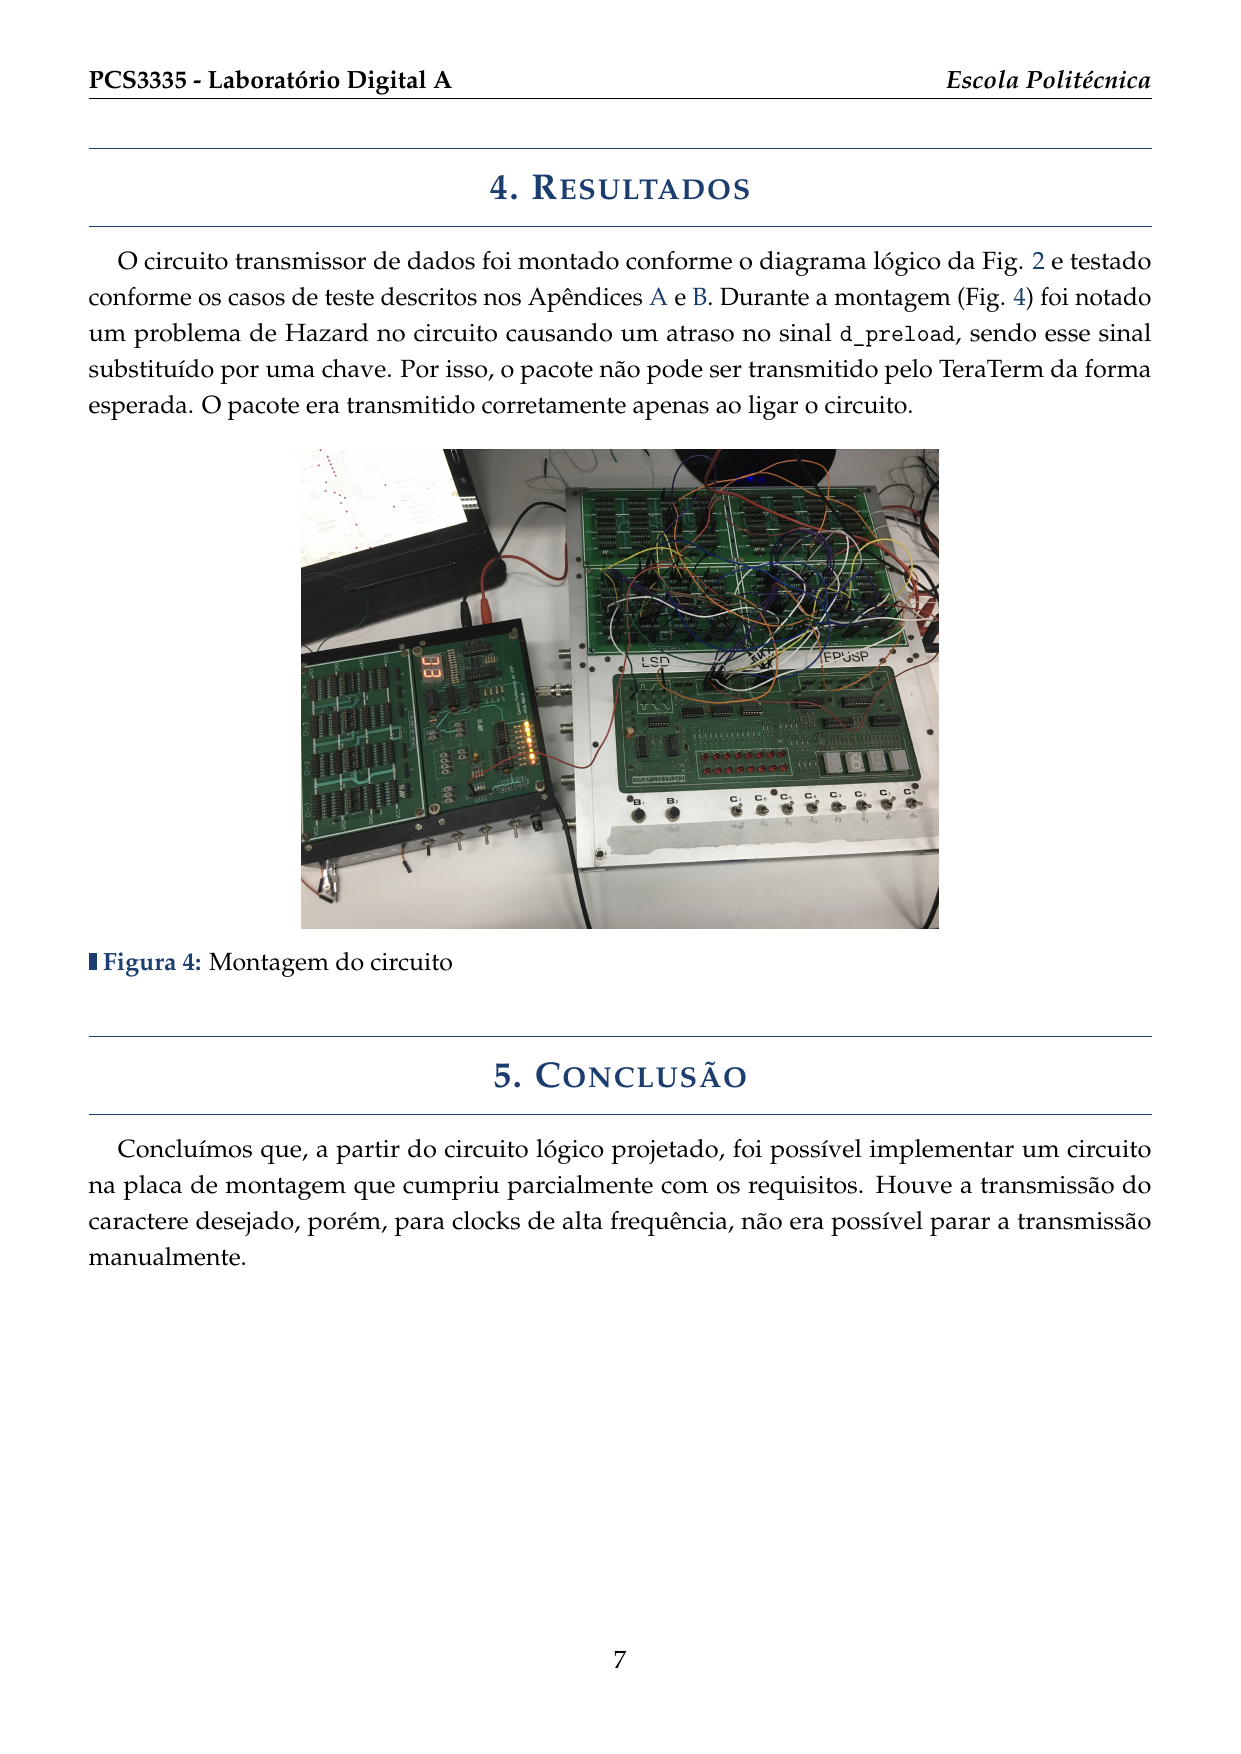 PCS3335 - Laboratório Digital A
Escola Politécnica
4. RESULTADOS
O circuito transmissor de dados foi montado conforme o diagrama lógico da Fig. 2 e testado
conforme os casos de teste descritos nos Apêndices A e B. Durante a montagem (Fig. 4) foi notado
um problema de Hazard no circuito causando um atraso no sinal d_preload, sendo esse sinal
substituído por uma chave. Por isso, o pacote não pode ser transmitido pelo TeraTerm da forma
esperada. O pacote era transmitido corretamente apenas ao ligar o circuito.
LSD
EPUSP
B₁ B₂ C₇ C₆ C₅ C₄ C₃ C₂ C₁ C₀
Figura 4: Montagem do circuito
5. CONCLUSÃO
Concluímos que, a partir do circuito lógico projetado, foi possível implementar um circuito
na placa de montagem que cumpriu parcialmente com os requisitos. Houve a transmissão do
caractere desejado, porém, para clocks de alta frequência, não era possível parar a transmissão
manualmente.
7